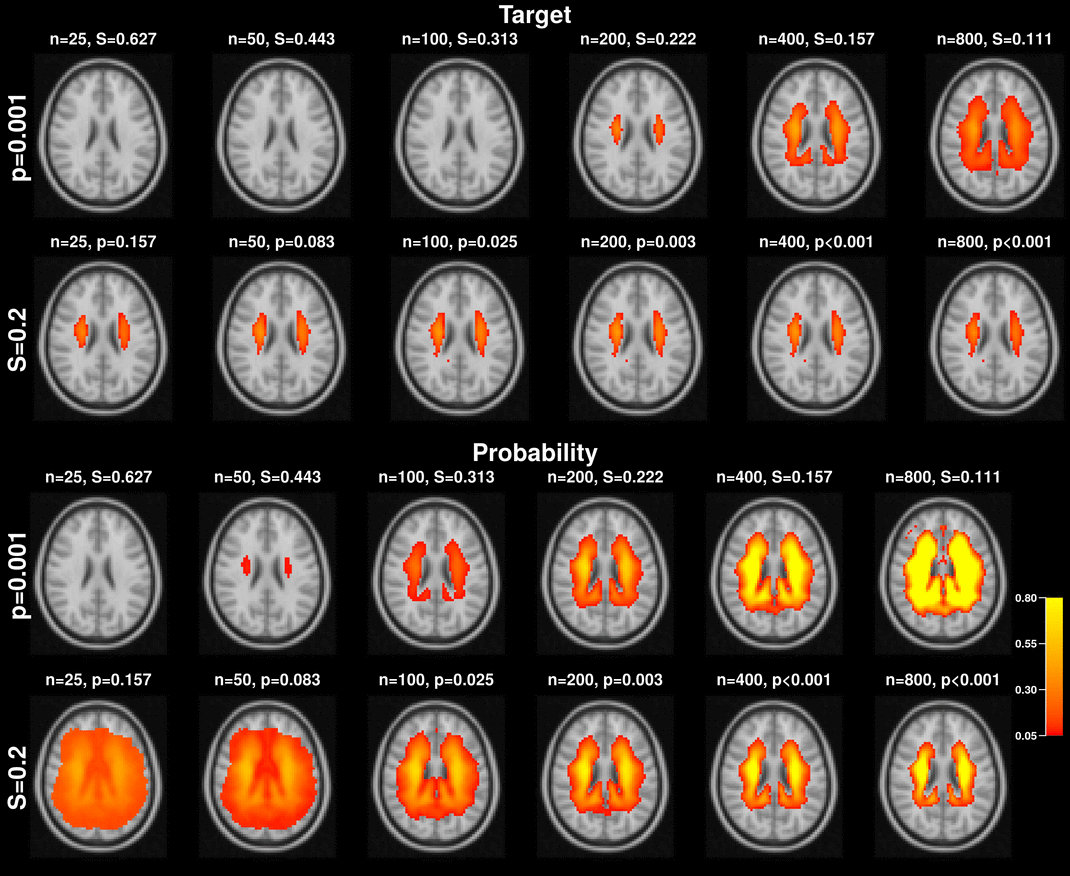 Target
n=25, S=0.627 n=50, S=0.443 n=100, S=0.313 n=200, S=0.222 n=400, S=0.157 n=800, S=0.111
p=0.001
n=25, p=0.157 n=50, p=0.083 n=100, p=0.025 n=200, p=0.003 n=400, p<0.001 n=800, p<0.001
S=0.2
Probability
n=25, S=0.627 n=50, S=0.443 n=100, S=0.313 n=200, S=0.222 n=400, S=0.157 n=800, S=0.111
p=0.001
0.80
0.55
0.30
0.05
n=25, p=0.157 n=50, p=0.083 n=100, p=0.025 n=200, p=0.003 n=400, p<0.001 n=800, p<0.001
S=0.2